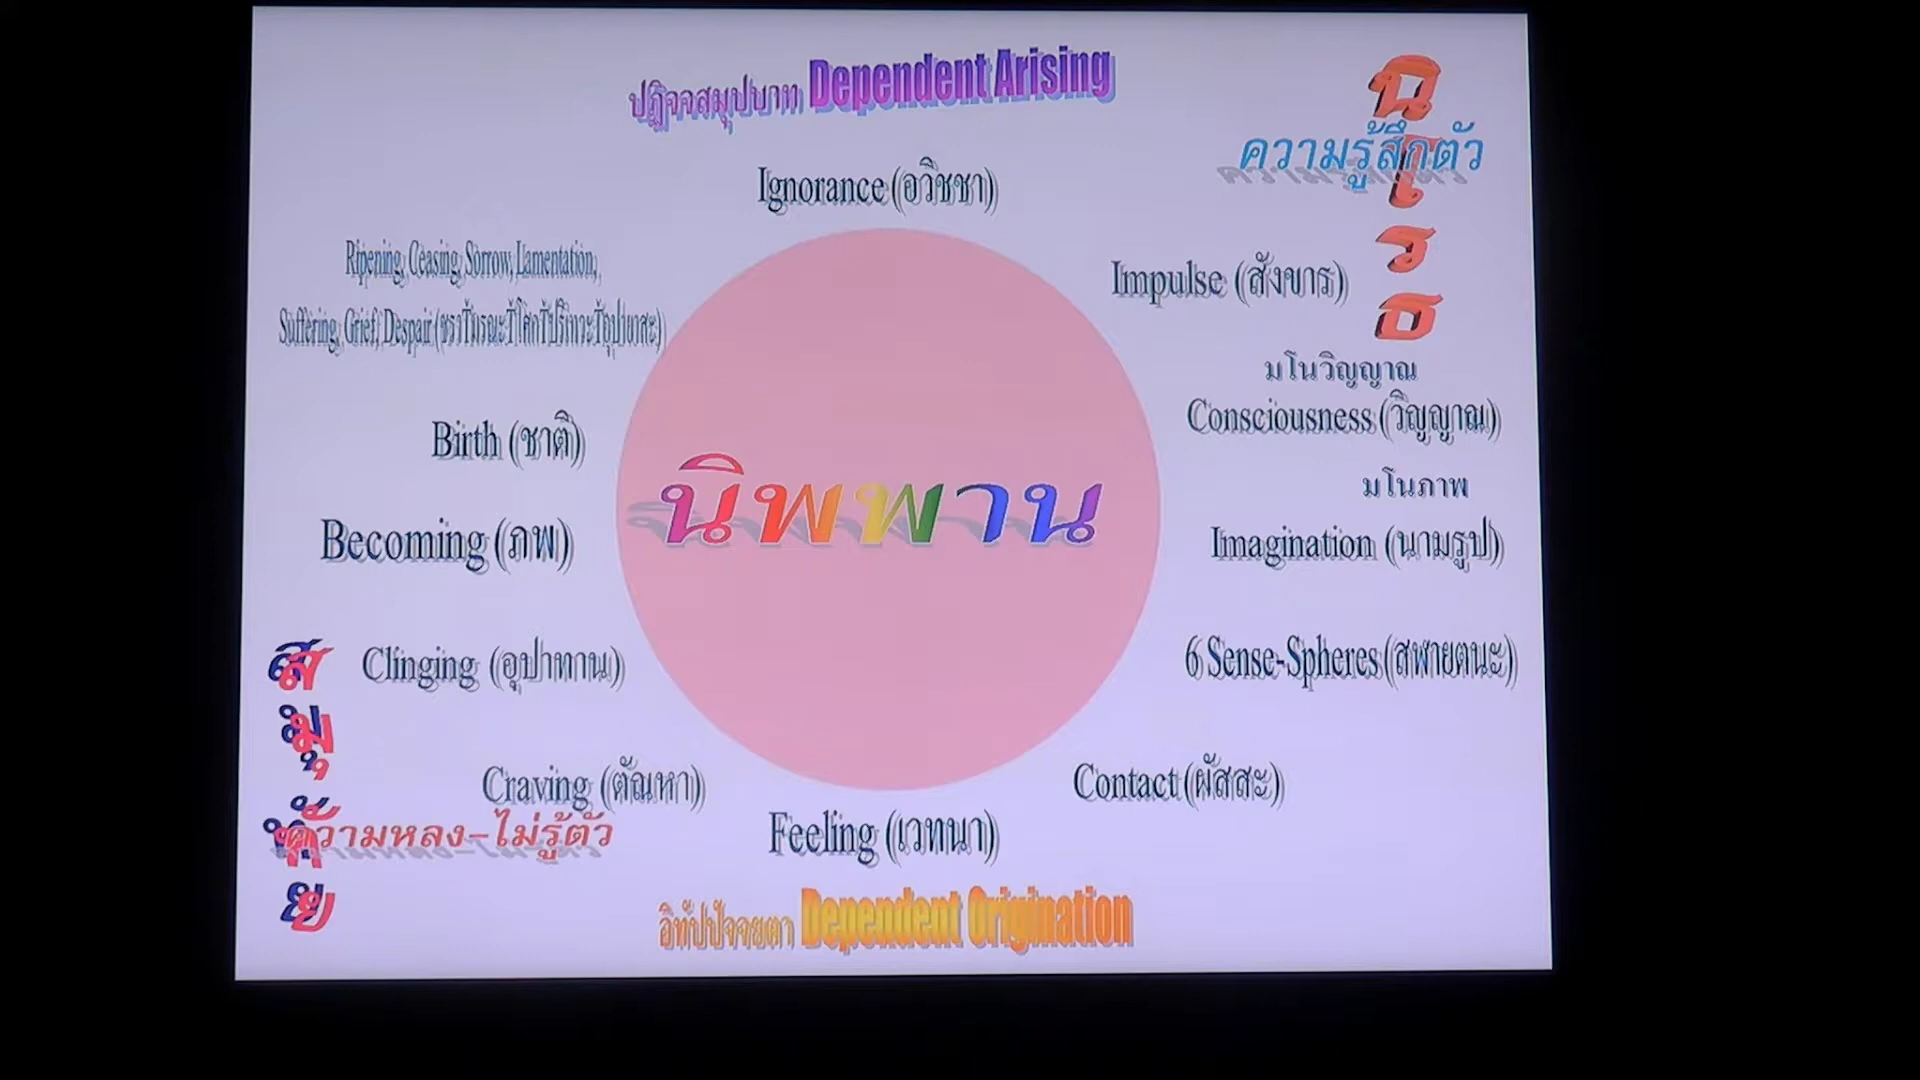 ปฏิจจสมุปบาท Dependent Arising
ความรู้สึกตัว
Ignorance (อวิชชา)
Ripening, Ceasing, Sorrow, Lamentation,
Suffering, Grief, Despair
Impulse (สังขาร)
มโนวิญญาณ
Consciousness (วิญญาณ)
Birth (ชาติ)
มโนภาพ
นิพพาน
Becoming (ภพ)
Imagination (นามรูป)
Clinging (อุปาทาน)
6 Sense-Spheres (สฬายตนะ)
Craving (ตัณหา)
Contact (ผัสสะ)
ความหลง-ไม่รู้ตัว
Feeling (เวทนา)
อิทัปปัจจยตา Dependent Origination
สมุทัย